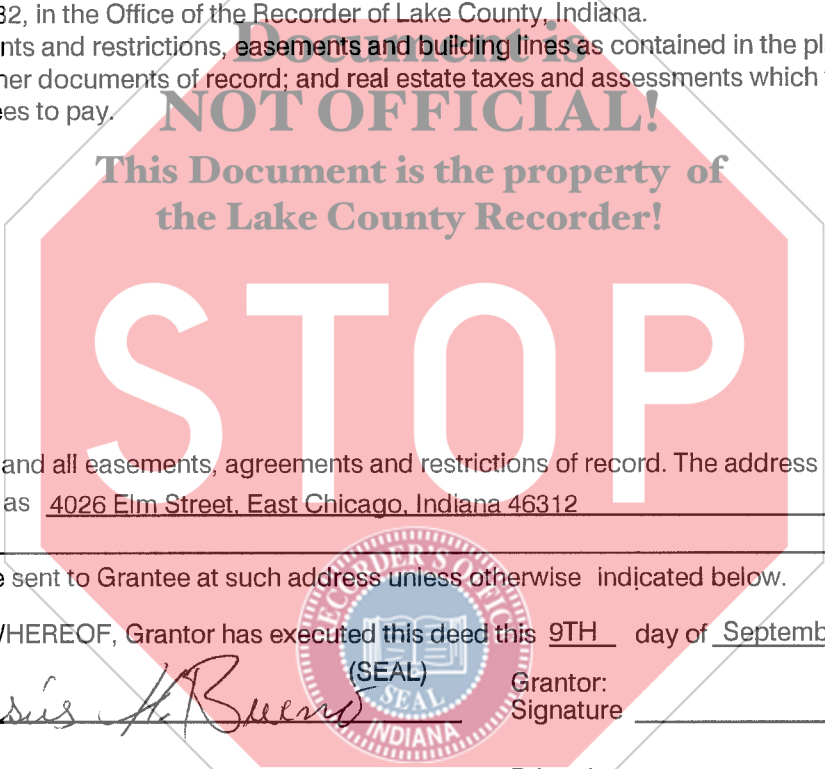 32, in the Office of the Recorder of Lake County, Indiana.
Document is
nts and restrictions, easements and building lines as contained in the pl
her documents of record; and real estate taxes and assessments which
ees to pay.
NOT OFFICIAL!
This Document is the property of
the Lake County Recorder!
STOP
and all easements, agreements and restrictions of record. The address
as 4026 Elm Street, East Chicago, Indiana 46312
e sent to Grantee at such address unless otherwise indicated below.
WHEREOF, Grantor has executed this deed this 9TH day of Septemb
(SEAL)
sús H. Bueno
Grantor:
Signature
RECORDER'S OFFICE
SEAL
INDIANA